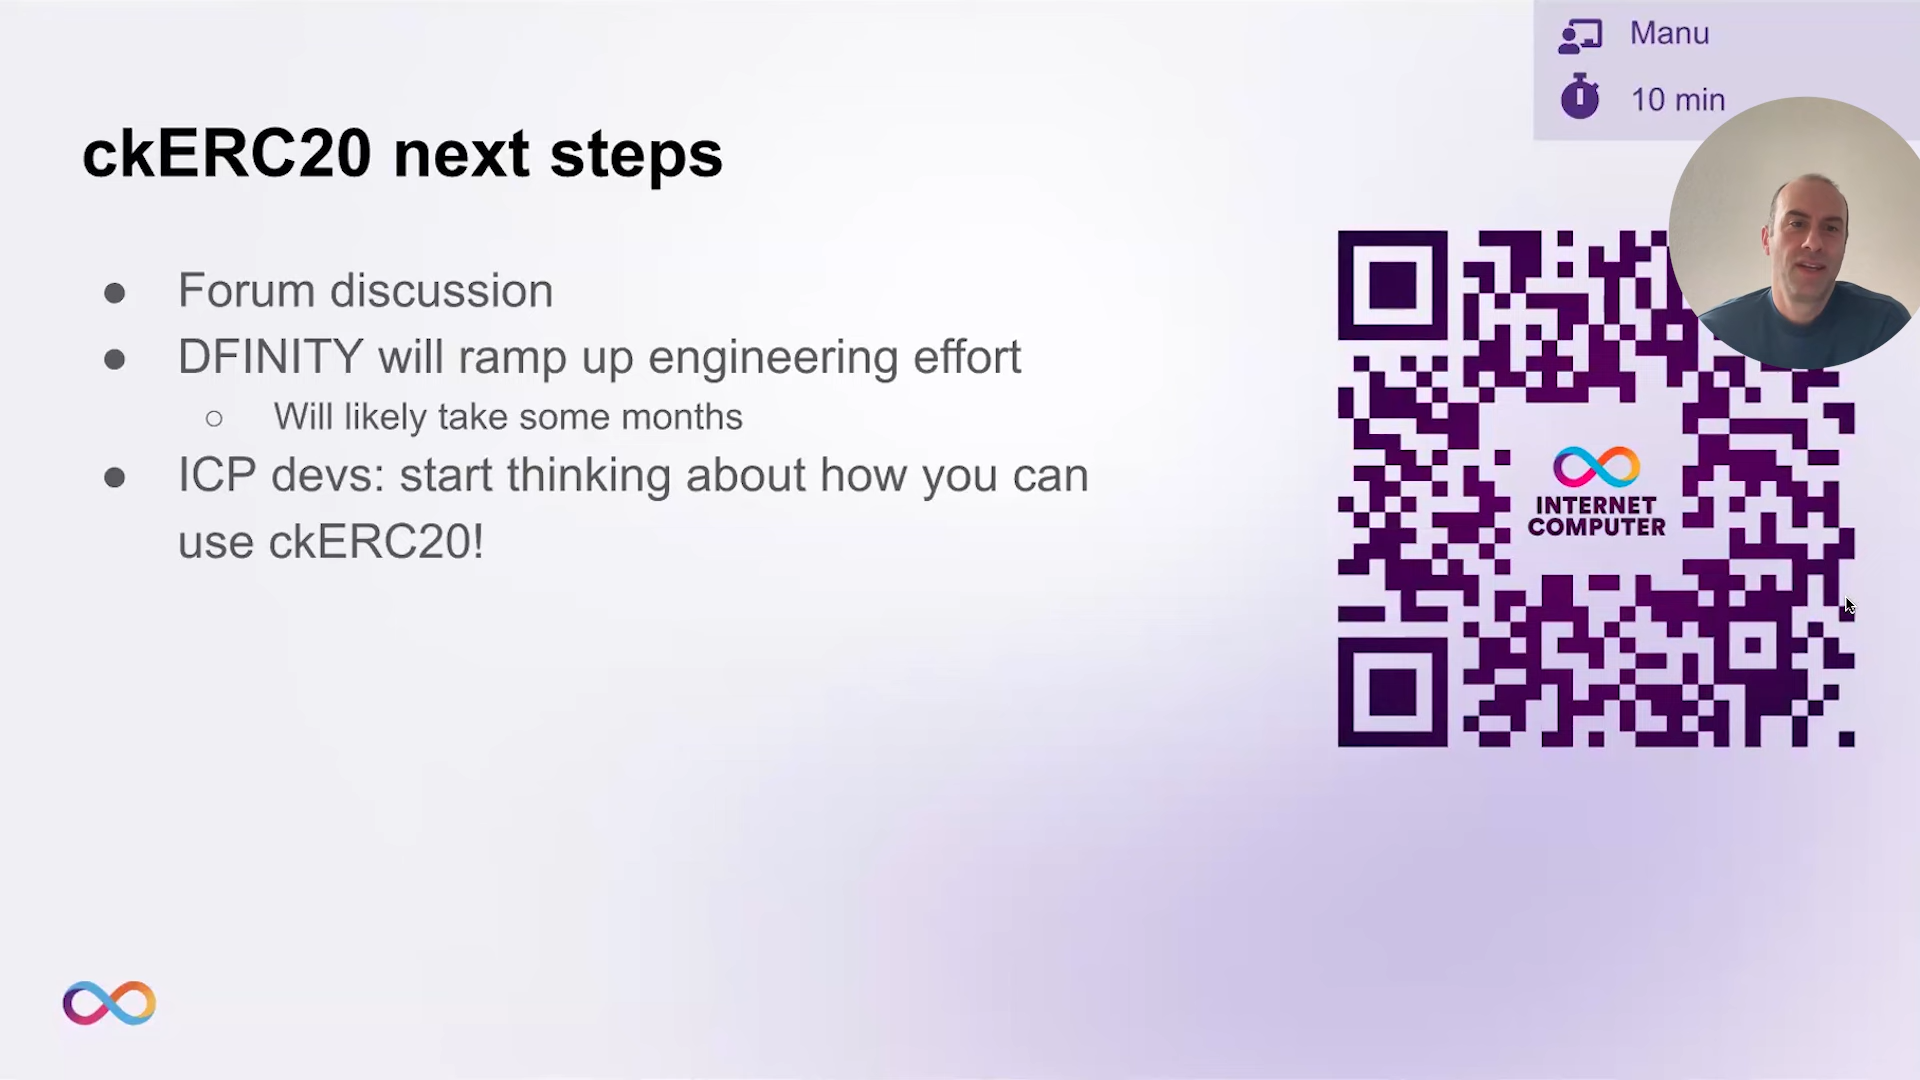 Manu
10 min
ckERC20 next steps
● Forum discussion
● DFINITY will ramp up engineering effort
○ Will likely take some months
● ICP devs: start thinking about how you can
use ckERC20!
INTERNET
COMPUTER